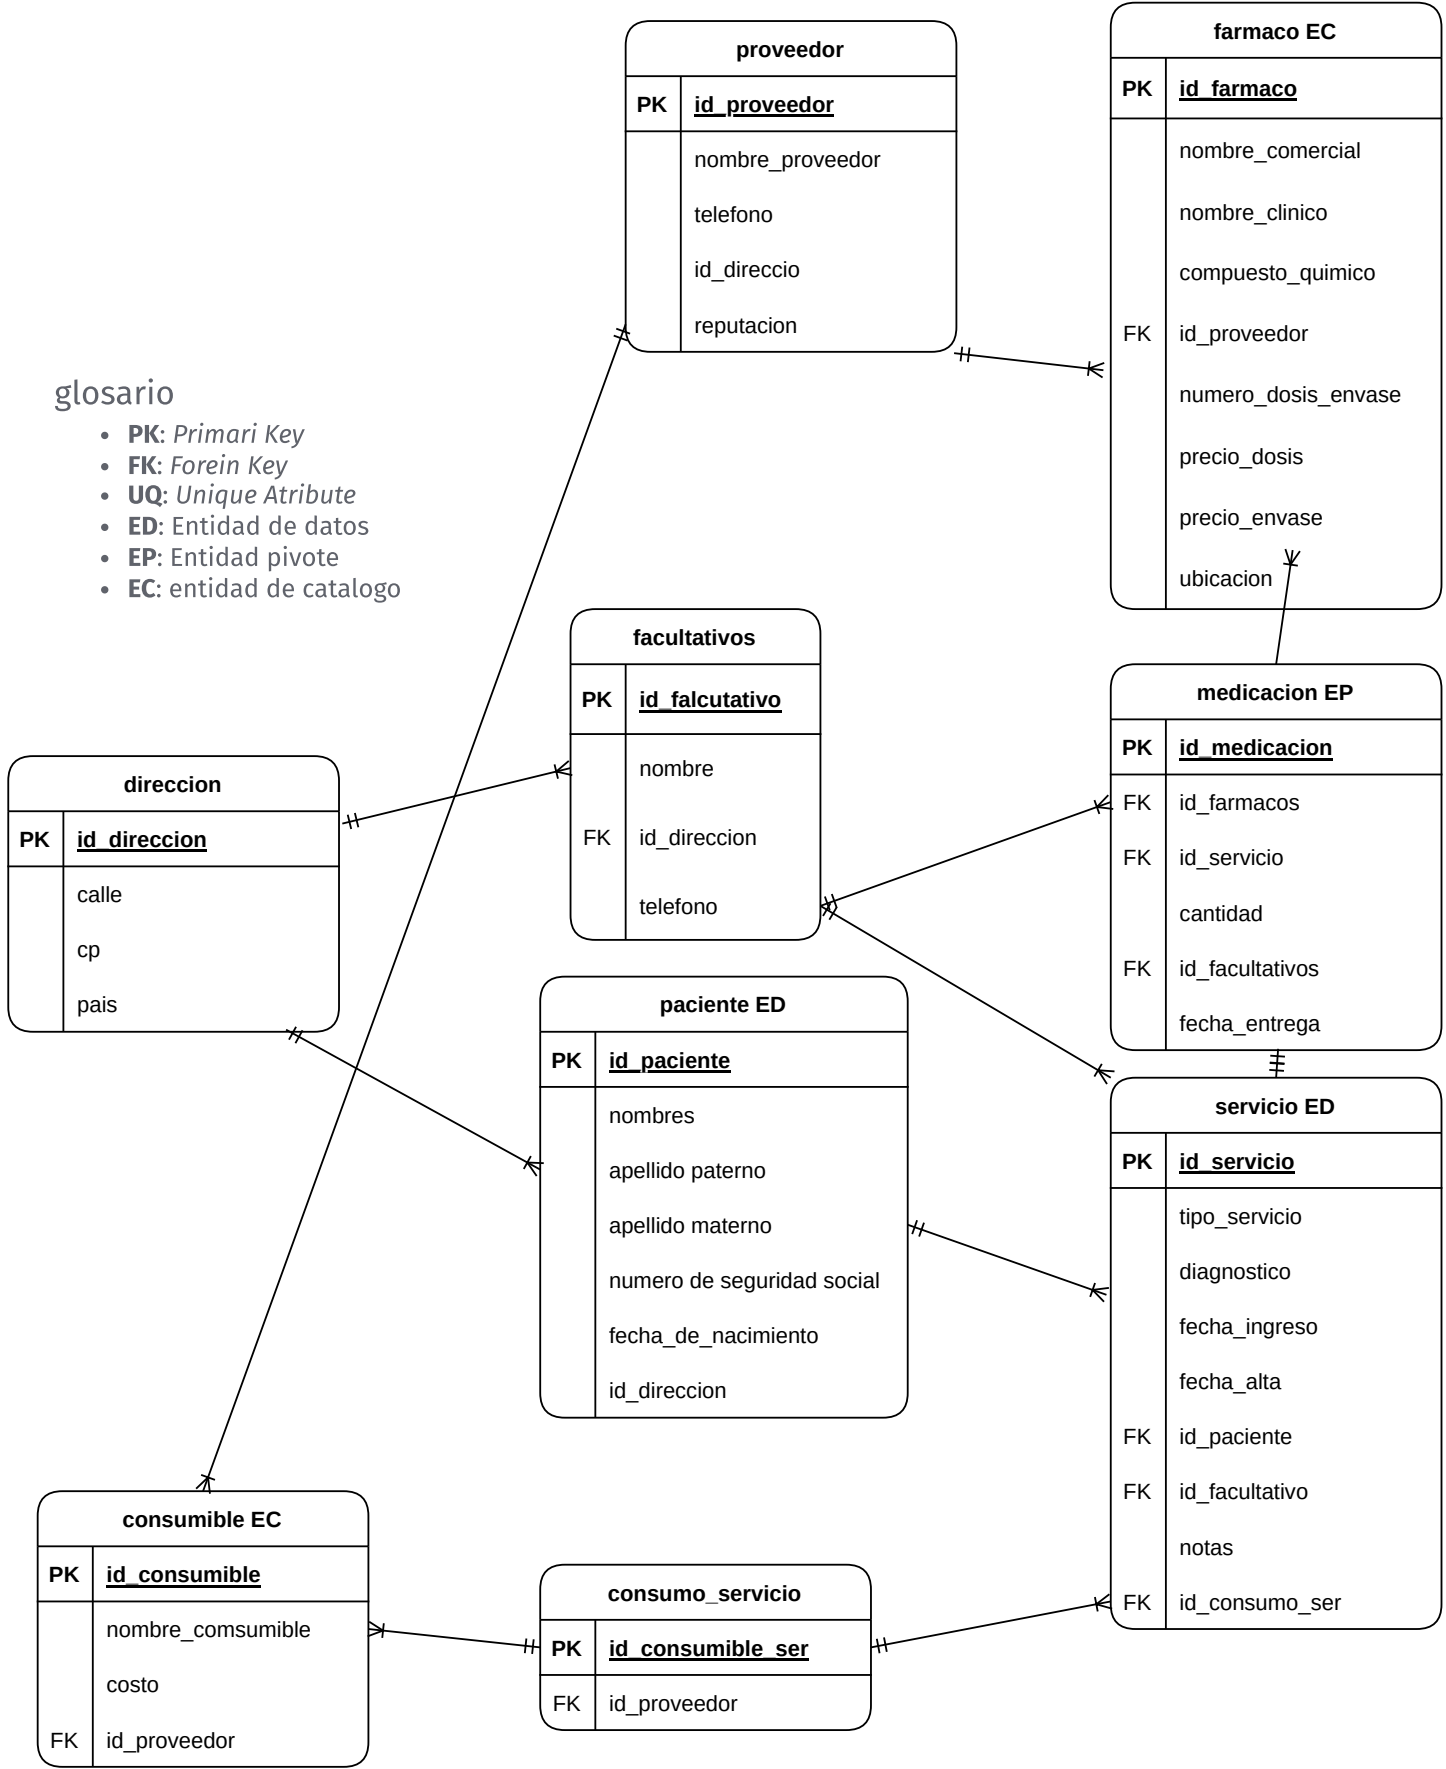 proveedor
PK id_proveedor
nombre_proveedor
telefono
id_direccio
reputacion
farmaco EC
PK id_farmaco
nombre_comercial
nombre_clinico
compuesto_quimico
FK id_proveedor
numero_dosis_envase
precio_dosis
precio_envase
ubicacion
glosario
• PK: Primari Key
• FK: Forein Key
• UQ: Unique Atribute
• ED: Entidad de datos
• EP: Entidad pivote
• EC: entidad de catalogo
facultativos
PK id_falcutativo
nombre
FK id_direccion
telefono
medicacion EP
PK id_medicacion
FK id_farmacos
FK id_servicio
cantidad
FK id_facultativos
fecha_entrega
direccion
PK id_direccion
calle
cp
pais
paciente ED
PK id_paciente
nombres
apellido paterno
apellido materno
numero de seguridad social
fecha_de_nacimiento
id_direccion
servicio ED
PK id_servicio
tipo_servicio
diagnostico
fecha_ingreso
fecha_alta
FK id_paciente
FK id_facultativo
notas
FK id_consumo_ser
consumible EC
PK id_consumible
nombre_comsumible
costo
FK id_proveedor
consumo_servicio
PK id_consumible_ser
FK id_proveedor